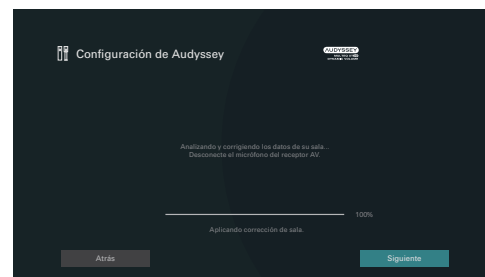 Configuración de Audyssey
AUDYSSEY
Analizando y corrigiendo los datos de su sala...
Desconecte el micrófono del receptor AV.
100%
Aplicando corrección de sala.
Atrás
Siguiente